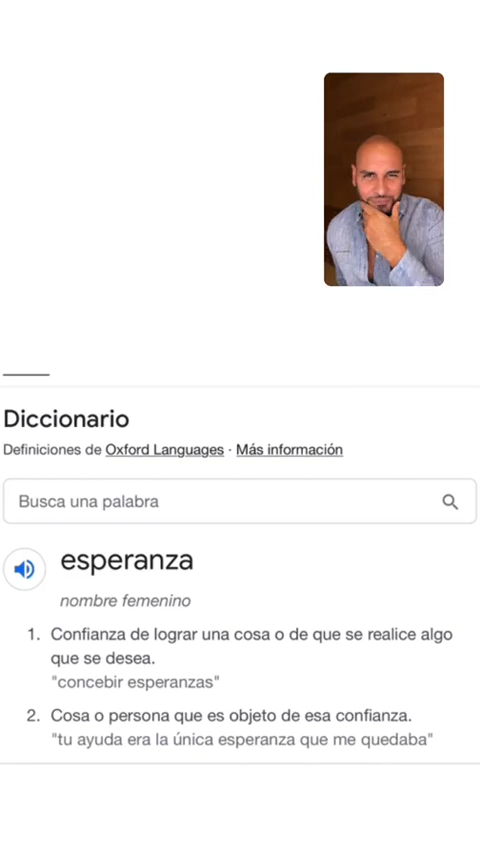 Diccionario
Definiciones de Oxford Languages · Más información
Busca una palabra
esperanza
nombre femenino
1. Confianza de lograr una cosa o de que se realice algo
que se desea.
"concebir esperanzas"
2. Cosa o persona que es objeto de esa confianza.
"tu ayuda era la única esperanza que me quedaba"